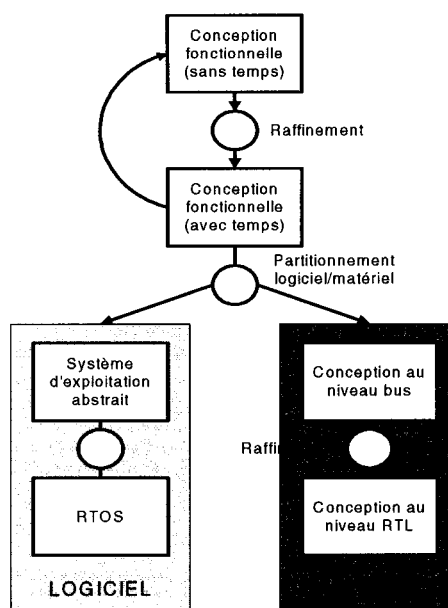 Conception
fonctionnelle
(sans temps)
Raffinement
Conception
fonctionnelle
(avec temps)
Partitionnement
logiciel/matériel
Système
d'exploitation
abstrait
Conception au
niveau bus
Raffi
RTOS
Conception au
niveau RTL
LOGICIEL